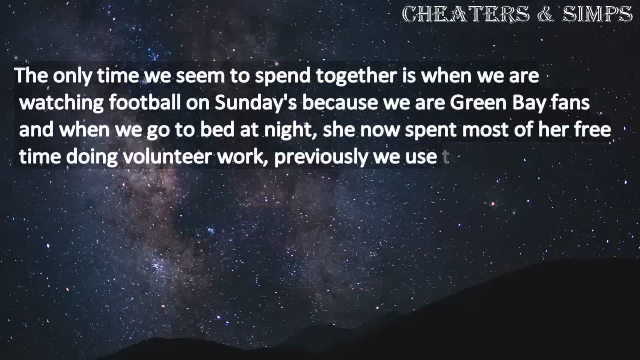 CHEATERS & SIMPS
The only time we seem to spend together is when we are
watching football on Sunday's because we are Green Bay fans
and when we go to bed at night, she now spent most of her free
time doing volunteer work, previously we use t